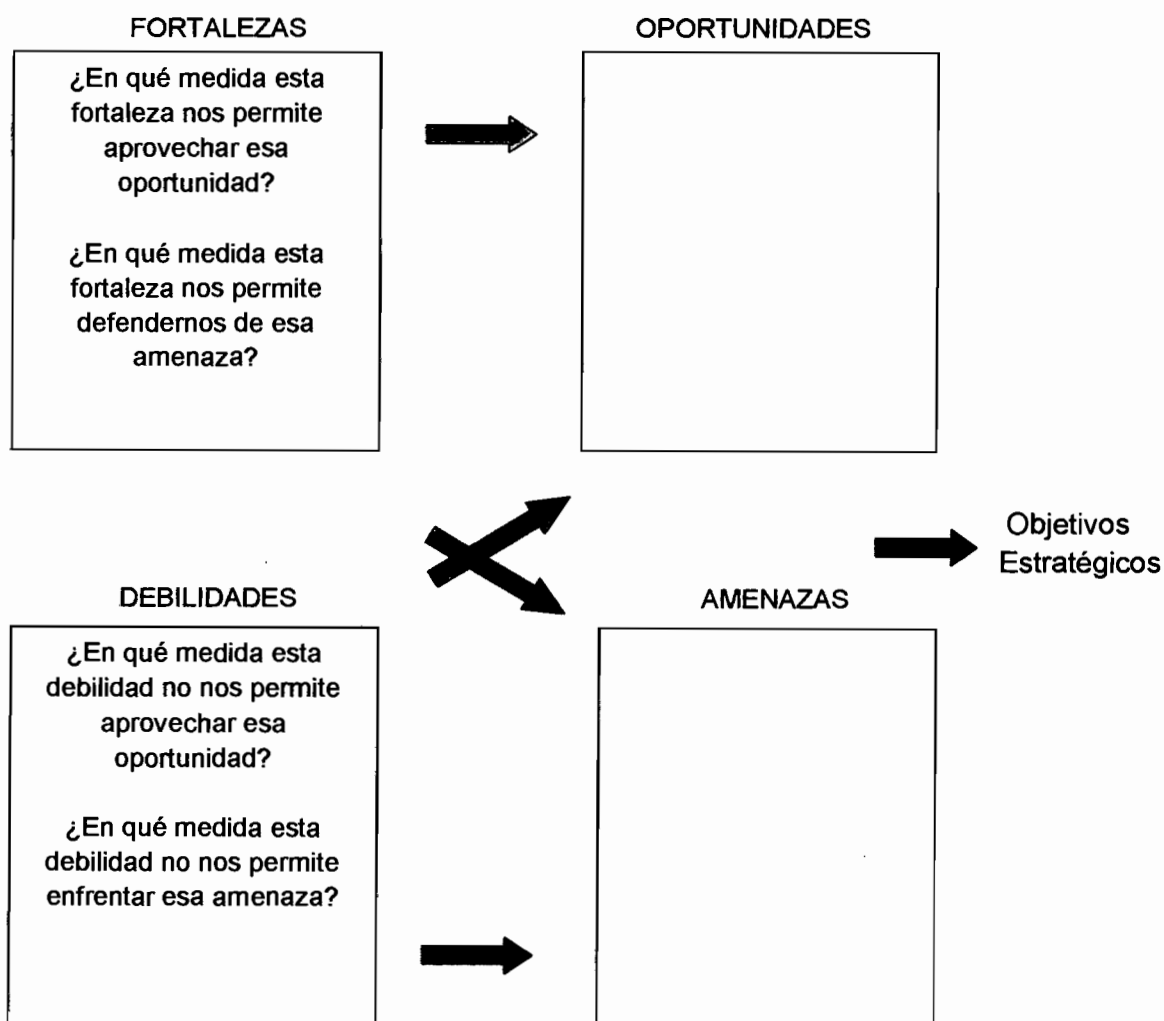 FORTALEZAS
¿En qué medida esta
fortaleza nos permite
aprovechar esa
oportunidad?
¿En qué medida esta
fortaleza nos permite
defendernos de esa
amenaza?
OPORTUNIDADES
Objetivos
Estratégicos
DEBILIDADES
¿En qué medida esta
debilidad no nos permite
aprovechar esa
oportunidad?
¿En qué medida esta
debilidad no nos permite
enfrentar esa amenaza?
AMENAZAS